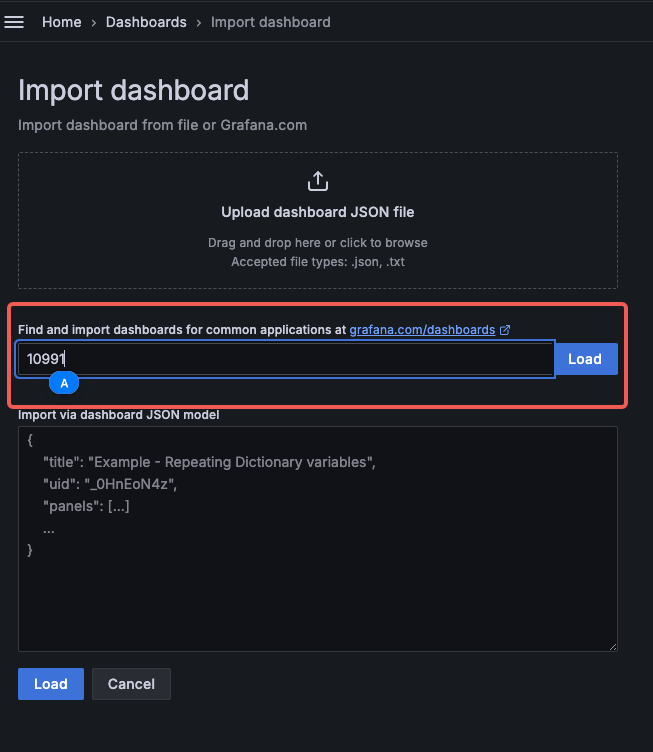 Home › Dashboards › Import dashboard
Import dashboard
Import dashboard from file or Grafana.com
Upload dashboard JSON file
Drag and drop here or click to browse
Accepted file types: .json, .txt
Find and import dashboards for common applications at grafana.com/dashboards
10991 Load
A
Import via dashboard JSON model
{
"title": "Example - Repeating Dictionary variables",
"uid": "_0HnEoN4z",
"panels": [...]
...
}
Load Cancel